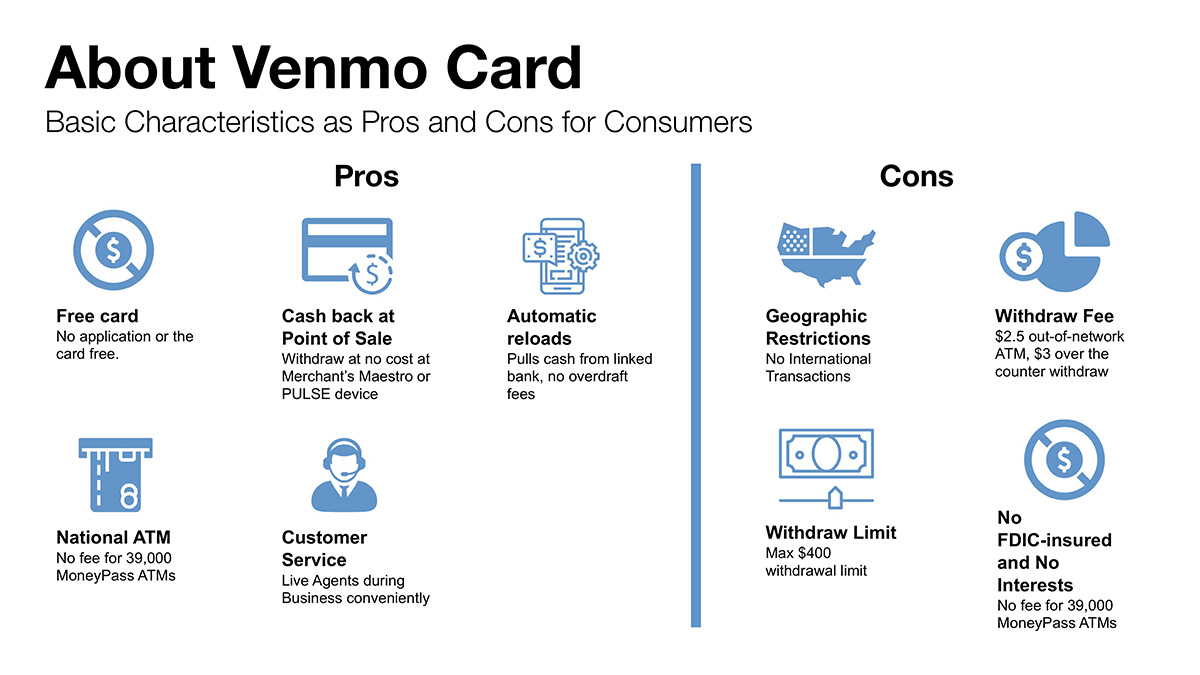 About Venmo Card
Basic Characteristics as Pros and Cons for Consumers
Pros
Free card
No application or the
card free.
Cash back at
Point of Sale
Withdraw at no cost at
Merchant's Maestro or
PULSE device
Automatic
reloads
Pulls cash from linked
bank, no overdraft
fees
National ATM
No fee for 39,000
MoneyPass ATMs
Customer
Service
Live Agents during
Business conveniently
Cons
Geographic
Restrictions
No International
Transactions
Withdraw Fee
$2.5 out-of-network
ATM, $3 over the
counter withdraw
Withdraw Limit
Max $400
withdrawal limit
No
FDIC-insured
and No
Interests
No fee for 39,000
MoneyPass ATMs